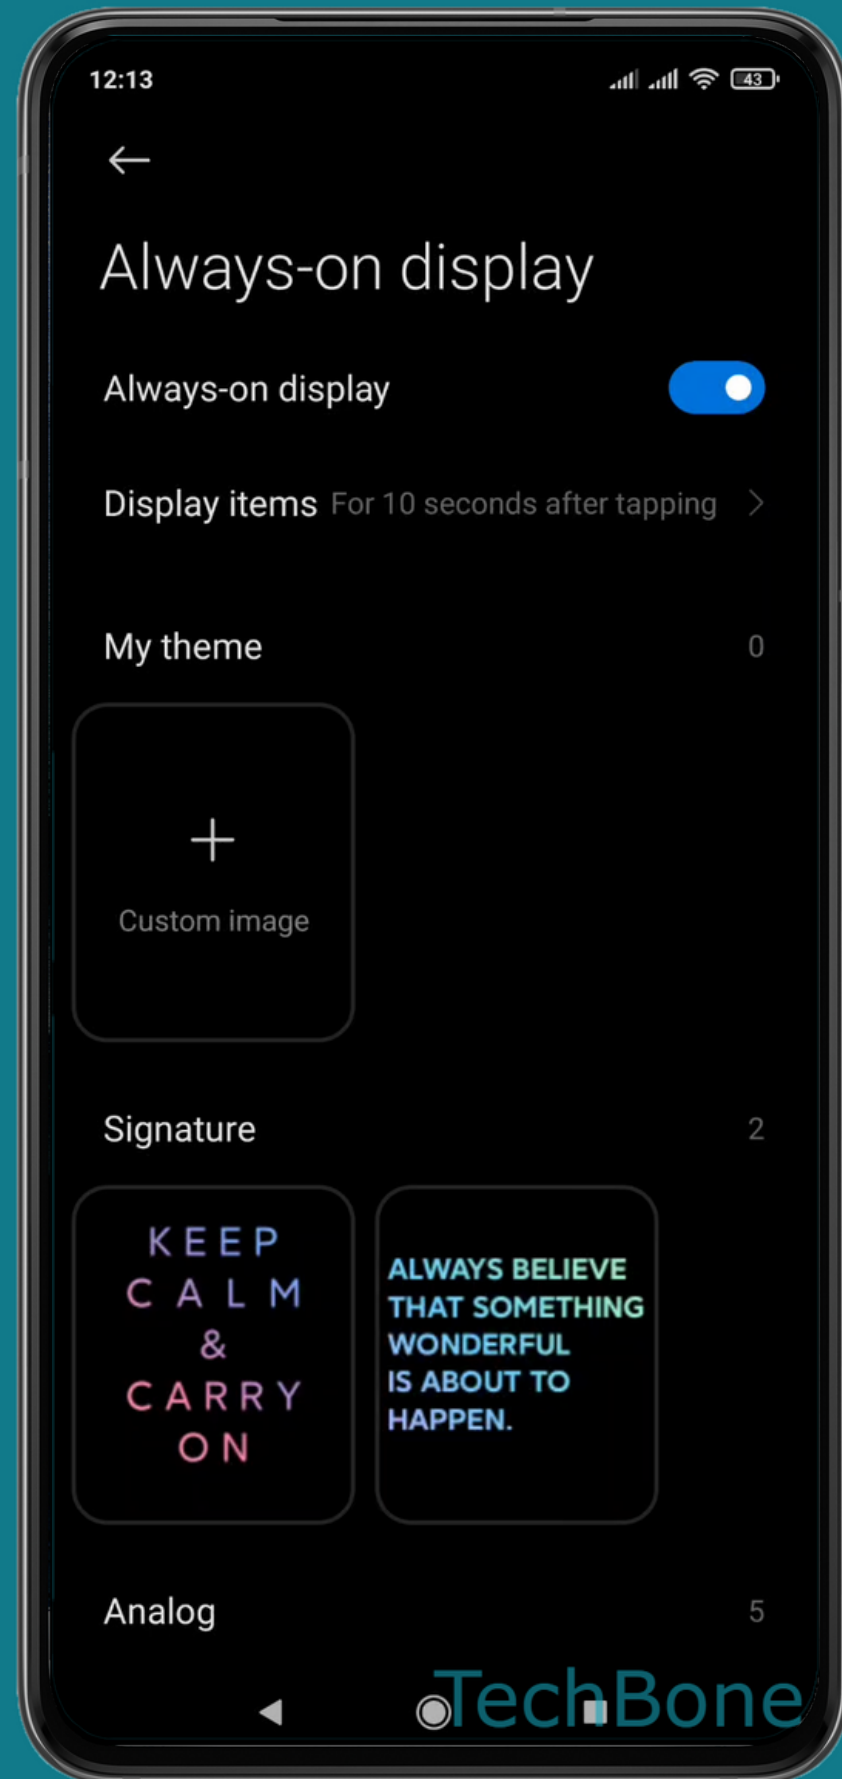 12:13
43
Always-on display
Always-on display
Display items For 10 seconds after tapping
My theme 0
Custom image
Signature 2
KEEP
CALM
&
CARRY
ON
ALWAYS BELIEVE
THAT SOMETHING
WONDERFUL
IS ABOUT TO
HAPPEN.
Analog 5
TechBone